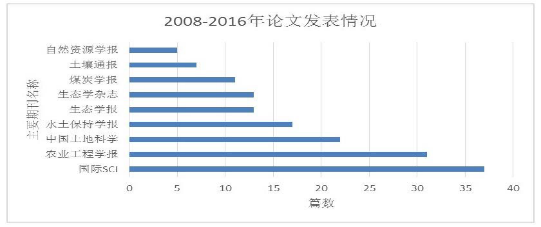 2008-2016年论文发表情况
主要期刊名称
自然资源学报
土壤通报
煤炭学报
生态学杂志
生态学报
水土保持学报
中国土地科学
农业工程学报
国际SCI
0 5 10 15 20 25 30 35 40
篇数